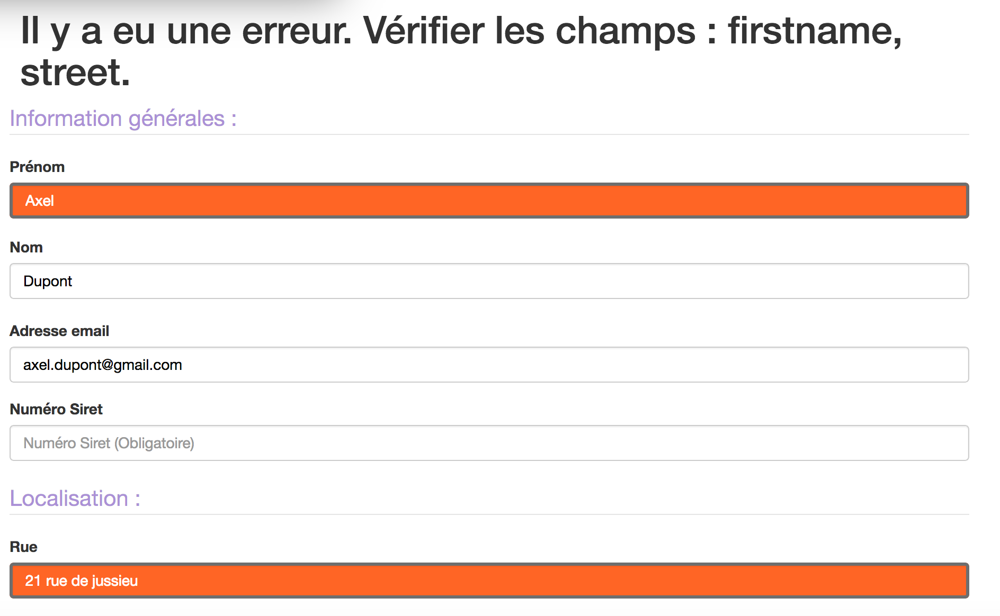 Il y a eu une erreur. Vérifier les champs : firstname,
street.
Information générales :
Prénom
Axel
Nom
Dupont
Adresse email
axel.dupont@gmail.com
Numéro Siret
Numéro Siret (Obligatoire)
Localisation :
Rue
21 rue de jussieu